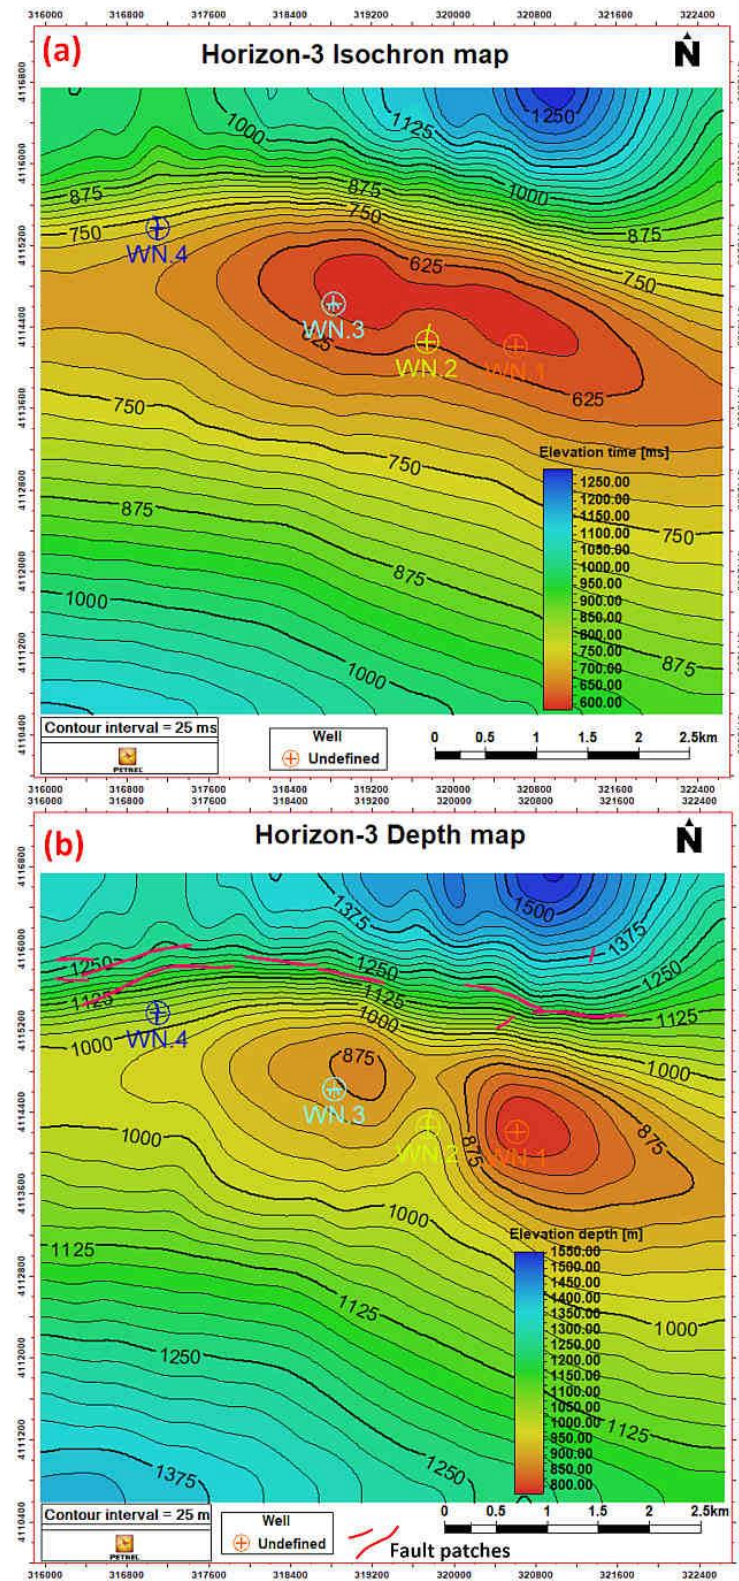 316000 316800 317600 318400 319200 320000 320800 321600 322400
(a) Horizon-3 Isochron map N
4116800
4116000
4115200
4114400
4113600
4112800
4112000
4111200
4110400
1000 1125 1250
875 875 1000
750 750 875
WN.4
625 750
WN.3
WN.2 WN.1
625
625
750
750
750
875
875
1000
875
1000
Elevation time [ms]
1250.00
1200.00
1150.00
1100.00
1050.00
1000.00
950.00
900.00
850.00
800.00
750.00
700.00
650.00
600.00
Contour interval = 25 ms
PETREL
Well
Undefined
0 0.5 1 1.5 2 2.5km
316000 316800 317600 318400 319200 320000 320800 321600 322400
316000 316800 317600 318400 319200 320000 320800 321600 322400
(b) Horizon-3 Depth map N
4116800
4116000
4115200
4114400
4113600
4112800
4112000
4111200
4110400
1375 1500
1375
1250 1250 1250
1125 1125 1125
1000
WN.4
1000
1000
875
WN.3
WN.2 WN.1
875
875
1000
1000
1125
1125
1000
1250
1125
1250
1375
Elevation depth [m]
1550.00
1500.00
1450.00
1400.00
1350.00
1300.00
1250.00
1200.00
1150.00
1100.00
1050.00
1000.00
950.00
900.00
850.00
800.00
Contour interval = 25 m
PETREL
Well
Undefined
Fault patches
0 0.5 1 1.5 2 2.5km